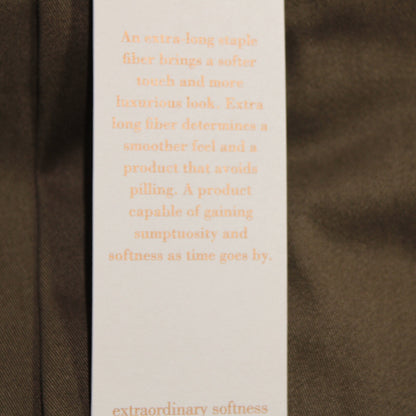 An extra-long staple
fiber brings a softer
touch and more
luxurious look. Extra
long fiber determines a
smoother feel and a
product that avoids
pilling. A product
capable of gaining
sumptuosity and
softness as time goes by.
extraordinary softness